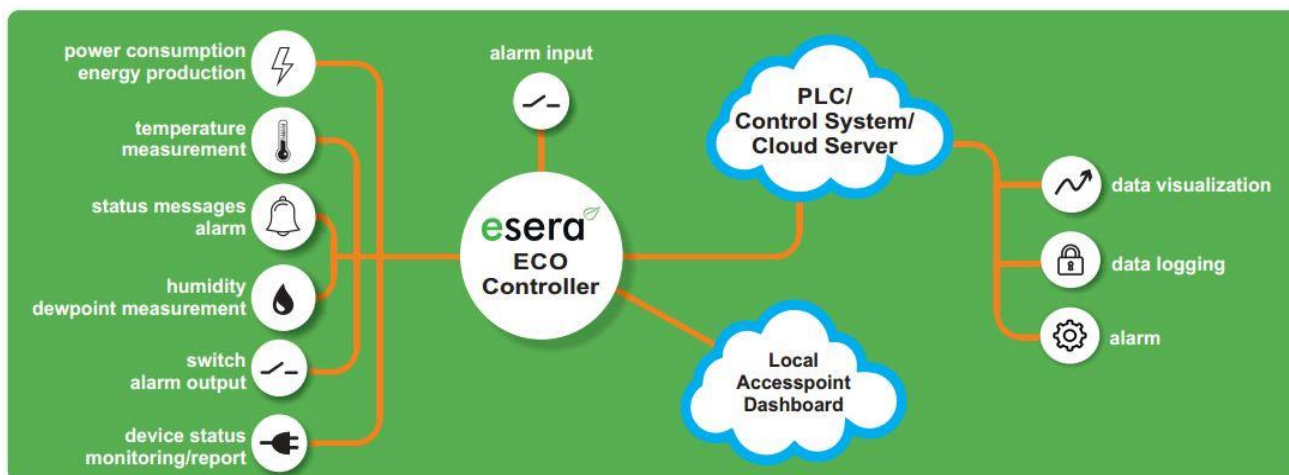 power consumption
energy production
temperature
measurement
status messages
alarm
humidity
dewpoint measurement
switch
alarm output
device status
monitoring/report
alarm input
esera
ECO
Controller
PLC/
Control System/
Cloud Server
Local
Accesspoint
Dashboard
data visualization
data logging
alarm